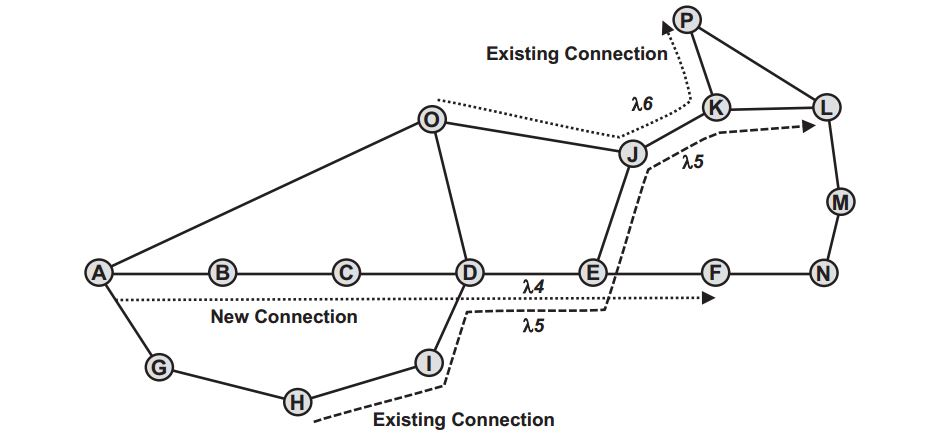 P
Existing Connection
λ6
K
L
O
J
λ5
M
A
B
C
D
E
F
N
λ4
New Connection
λ5
G
I
H
Existing Connection